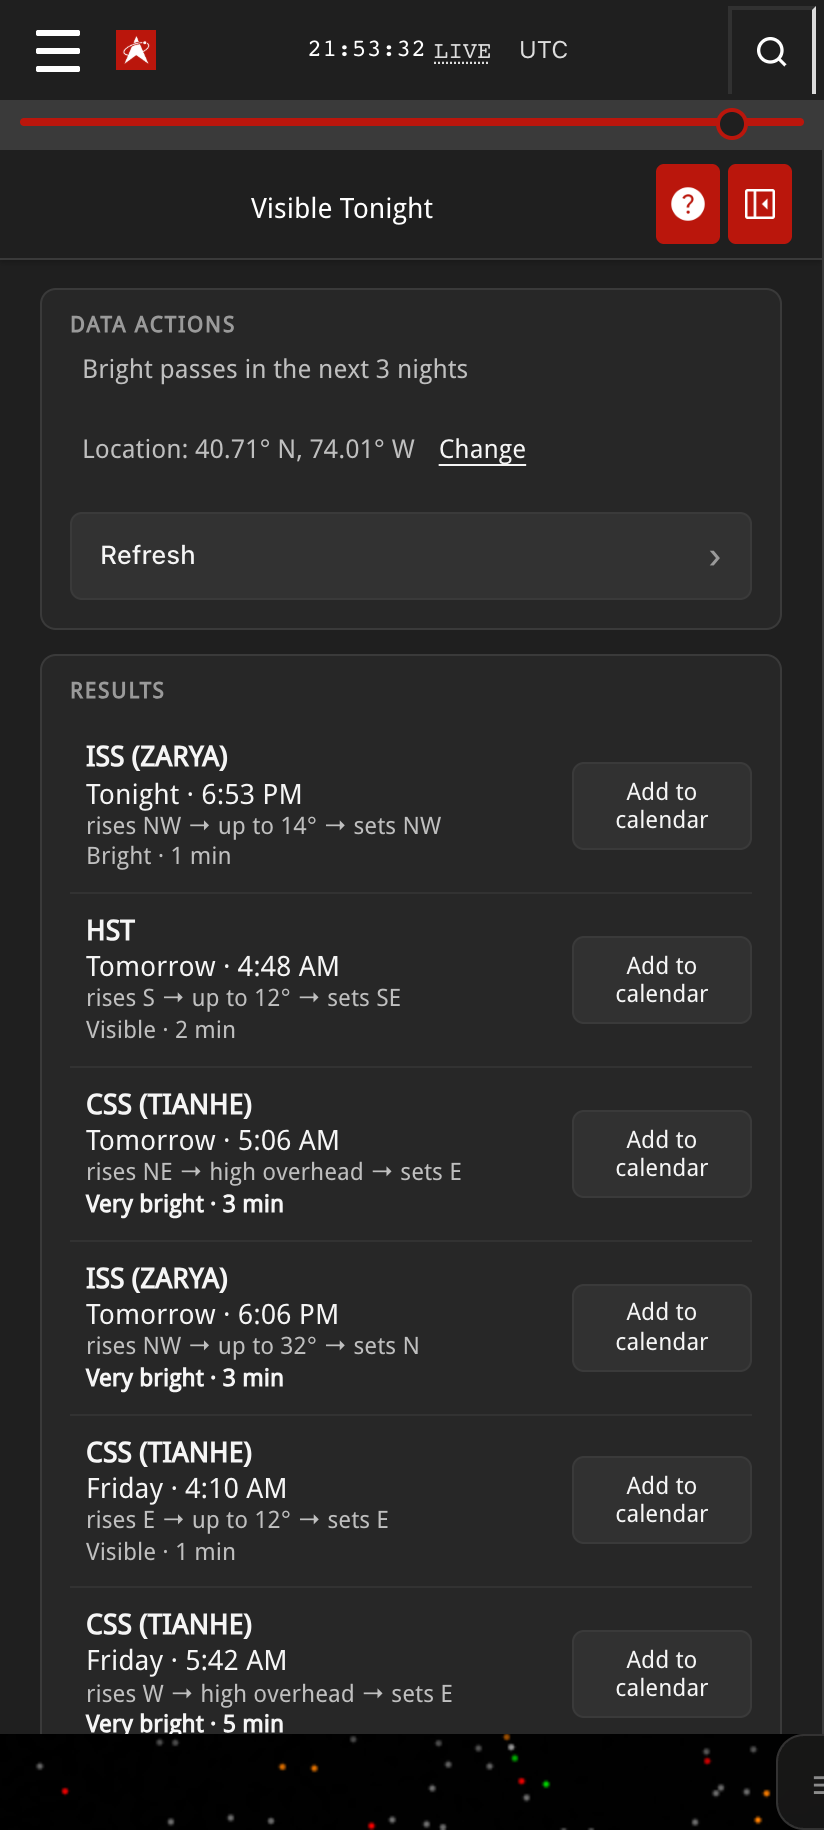 21:53:32 LIVE UTC
Visible Tonight
DATA ACTIONS
Bright passes in the next 3 nights
Location: 40.71° N, 74.01° W Change
Refresh
RESULTS
ISS (ZARYA)
Tonight · 6:53 PM
rises NW → up to 14° → sets NW
Bright · 1 min
Add to
calendar
HST
Tomorrow · 4:48 AM
rises S → up to 12° → sets SE
Visible · 2 min
Add to
calendar
CSS (TIANHE)
Tomorrow · 5:06 AM
rises NE → high overhead → sets E
Very bright · 3 min
Add to
calendar
ISS (ZARYA)
Tomorrow · 6:06 PM
rises NW → up to 32° → sets N
Very bright · 3 min
Add to
calendar
CSS (TIANHE)
Friday · 4:10 AM
rises E → up to 12° → sets E
Visible · 1 min
Add to
calendar
CSS (TIANHE)
Friday · 5:42 AM
rises W → high overhead → sets E
Very bright · 5 min
Add to
calendar